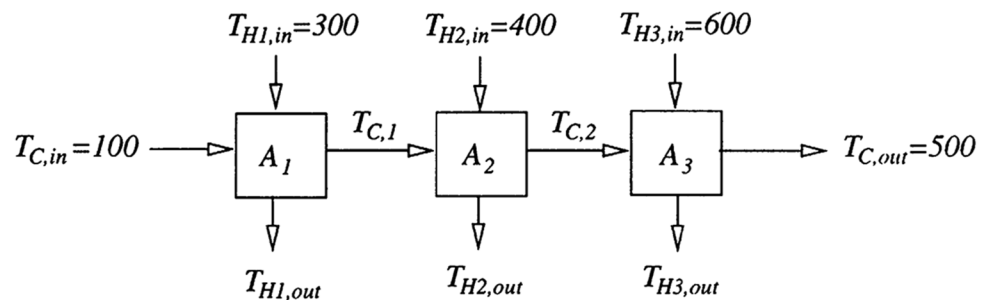 T_{H1,in}=300 T_{H2,in}=400 T_{H3,in}=600
T_{C,in}=100 A_1 T_{C,1} A_2 T_{C,2} A_3 T_{C,out}=500
T_{H1,out} T_{H2,out} T_{H3,out}